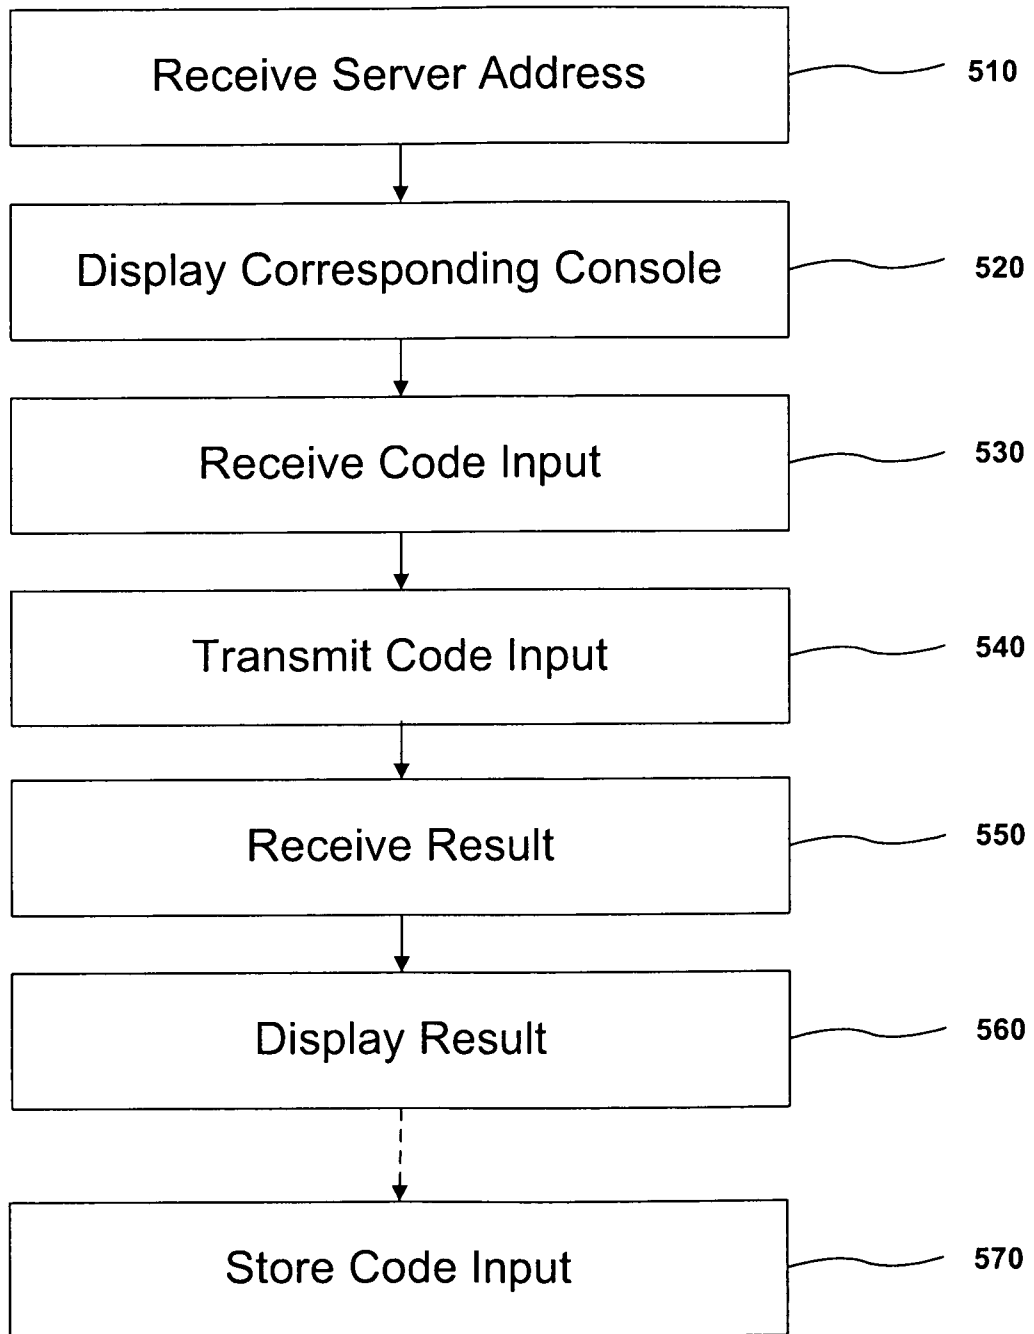 Receive Server Address
510
Display Corresponding Console
520
Receive Code Input
530
Transmit Code Input
540
Receive Result
550
Display Result
560
Store Code Input
570